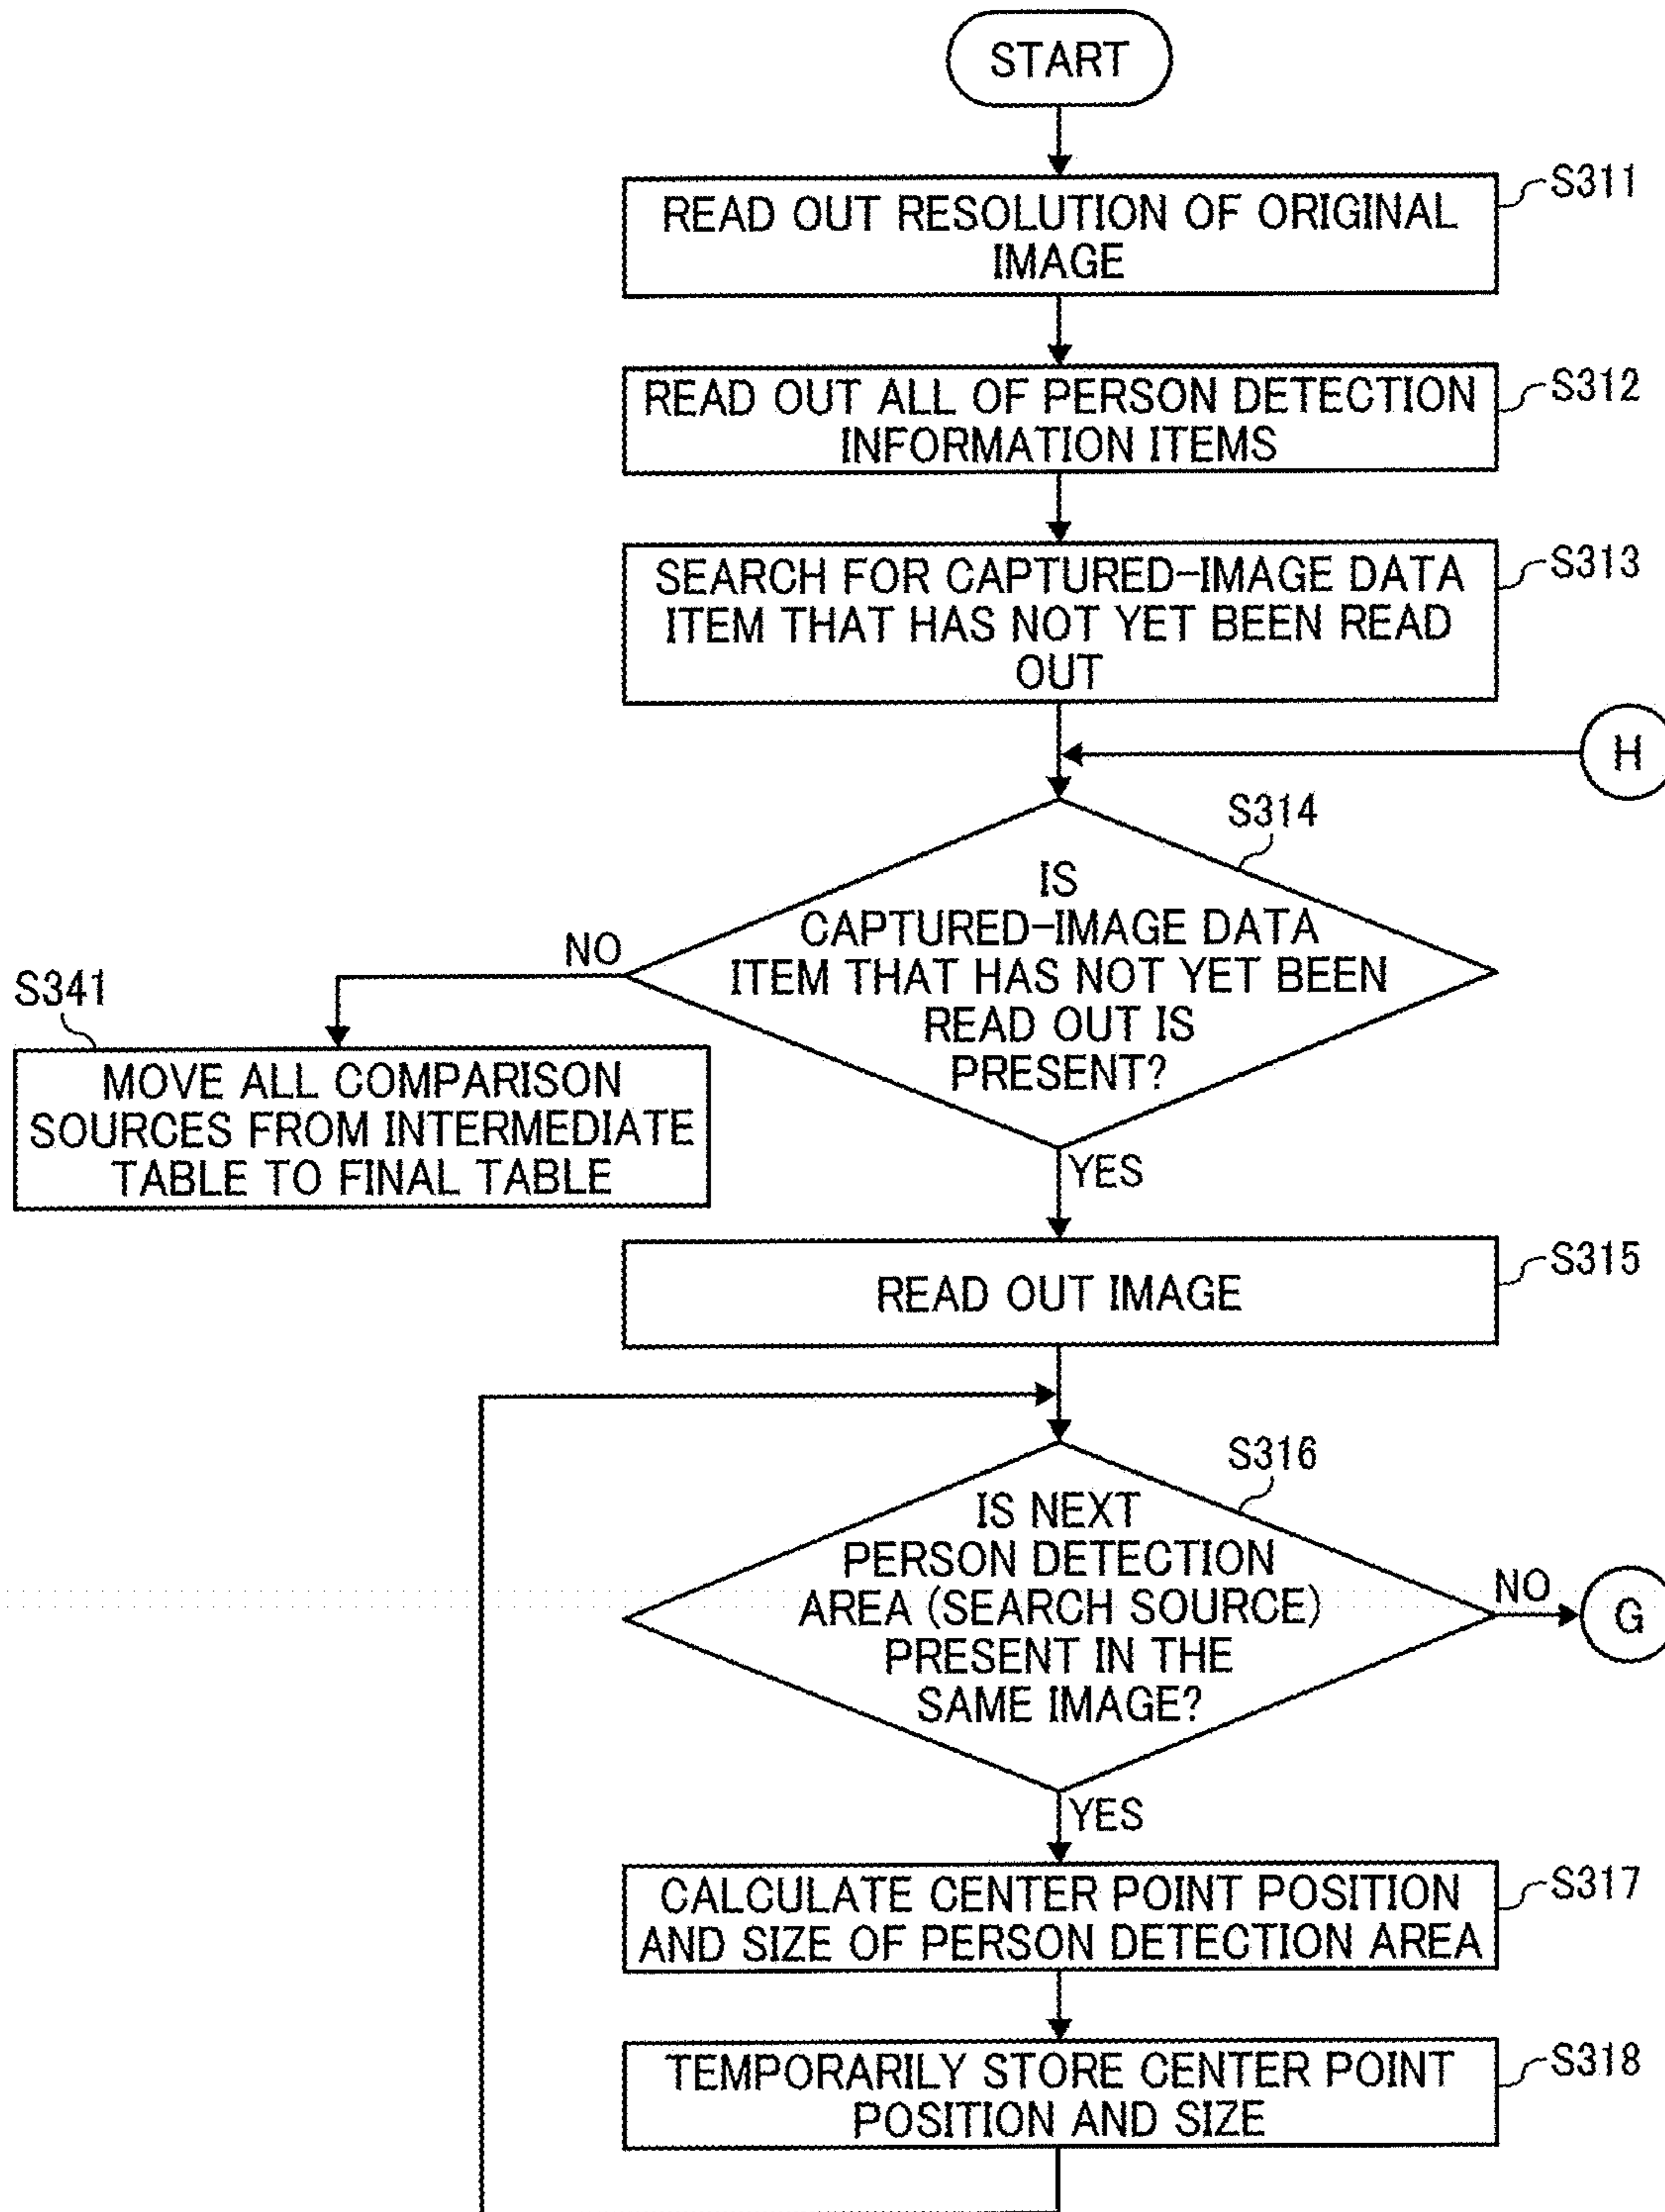 START
S311
READ OUT RESOLUTION OF ORIGINAL
IMAGE
S312
READ OUT ALL OF PERSON DETECTION
INFORMATION ITEMS
S313
SEARCH FOR CAPTURED-IMAGE DATA
ITEM THAT HAS NOT YET BEEN READ
OUT
H
S314
IS
CAPTURED-IMAGE DATA
ITEM THAT HAS NOT YET BEEN
READ OUT IS
PRESENT?
NO
S341
MOVE ALL COMPARISON
SOURCES FROM INTERMEDIATE
TABLE TO FINAL TABLE
YES
S315
READ OUT IMAGE
S316
IS NEXT
PERSON DETECTION
AREA (SEARCH SOURCE)
PRESENT IN THE
SAME IMAGE?
NO
G
YES
S317
CALCULATE CENTER POINT POSITION
AND SIZE OF PERSON DETECTION AREA
S318
TEMPORARILY STORE CENTER POINT
POSITION AND SIZE